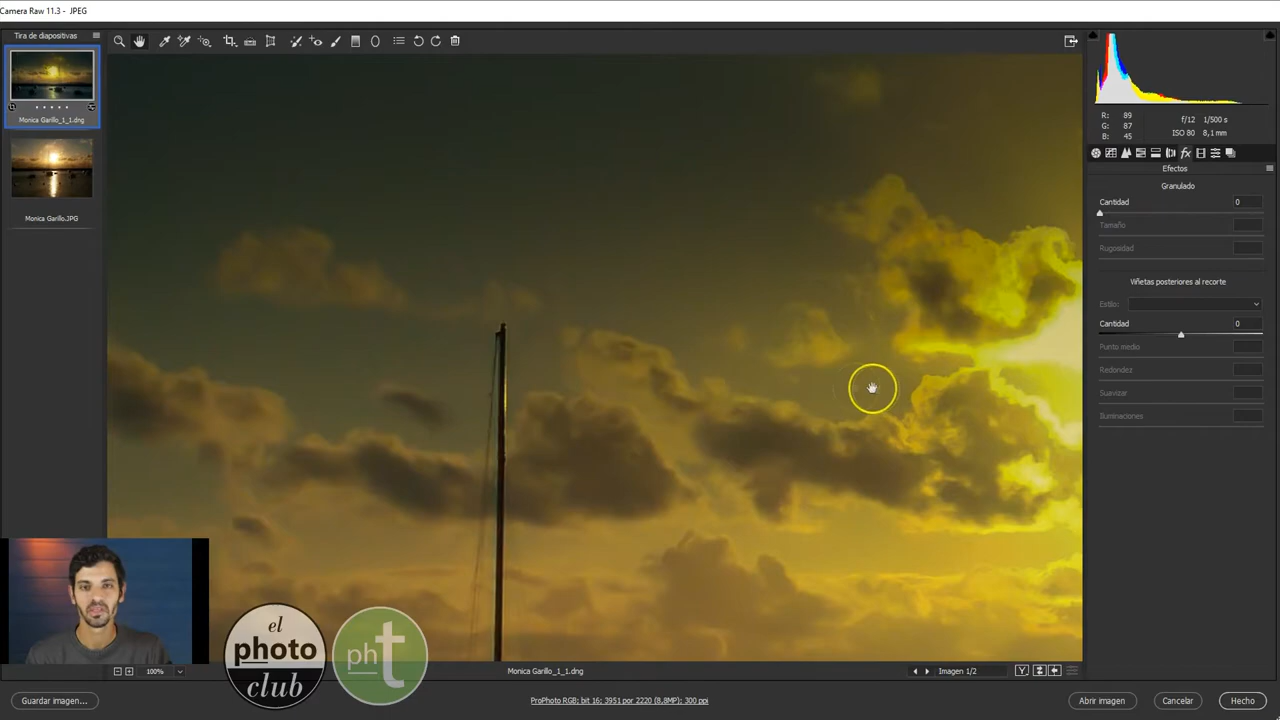 Camera Raw 11.3 - JPEG
Tira de diapositivas
Monica Garillo_1_1.dng
Monica Garillo.JPG
R: 89
G: 87
B: 45
f/12 1/500 s
ISO 80 8,1 mm
fx
Efectos
Granulado
Cantidad 0
Tamaño
Rugosidad
Viñetas posteriores al recorte
Estilo:
Cantidad 0
Punto medio
Redondez
Suavizar
Iluminaciones
el
photo
club
pht
100%
Monica Garillo_1_1.dng
Imagen 1/2
Y
Guardar imagen...
ProPhoto RGB; bit 16; 3951 por 2220 (8,8MP); 300 ppi
Abrir imagen
Cancelar
Hecho